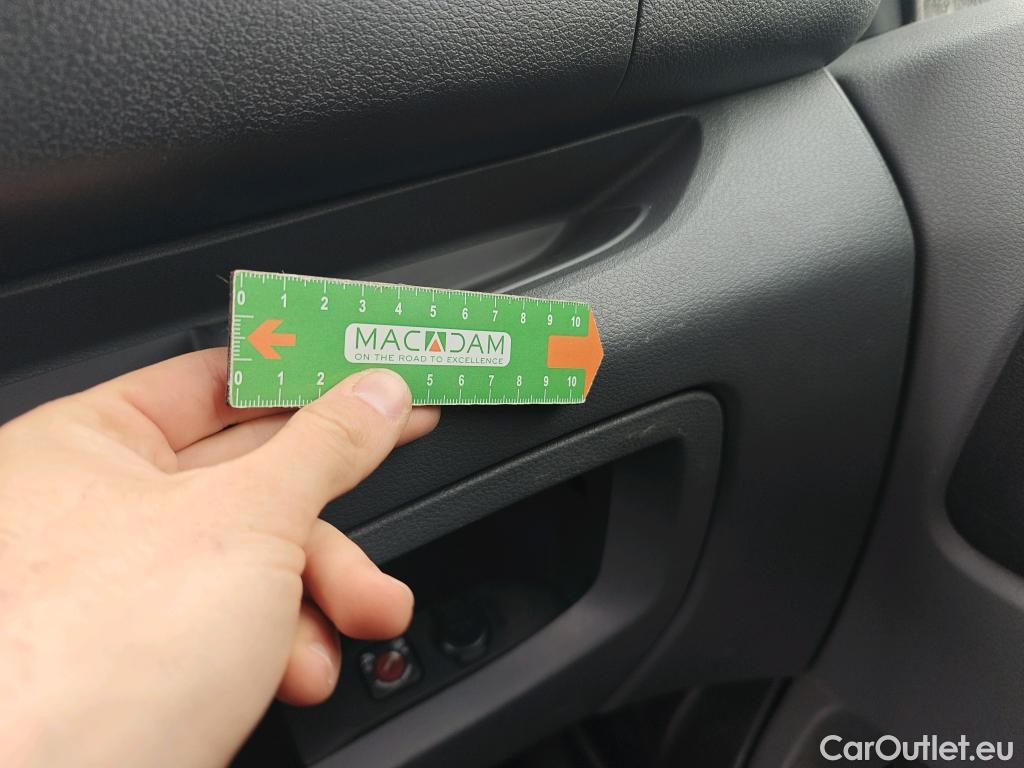 0 1 2 3 4 5 6 7 8 9 10
MACADAM
ON THE ROAD TO EXCELLENCE
0 1 2 5 6 7 8 9 10
CarOutlet.eu